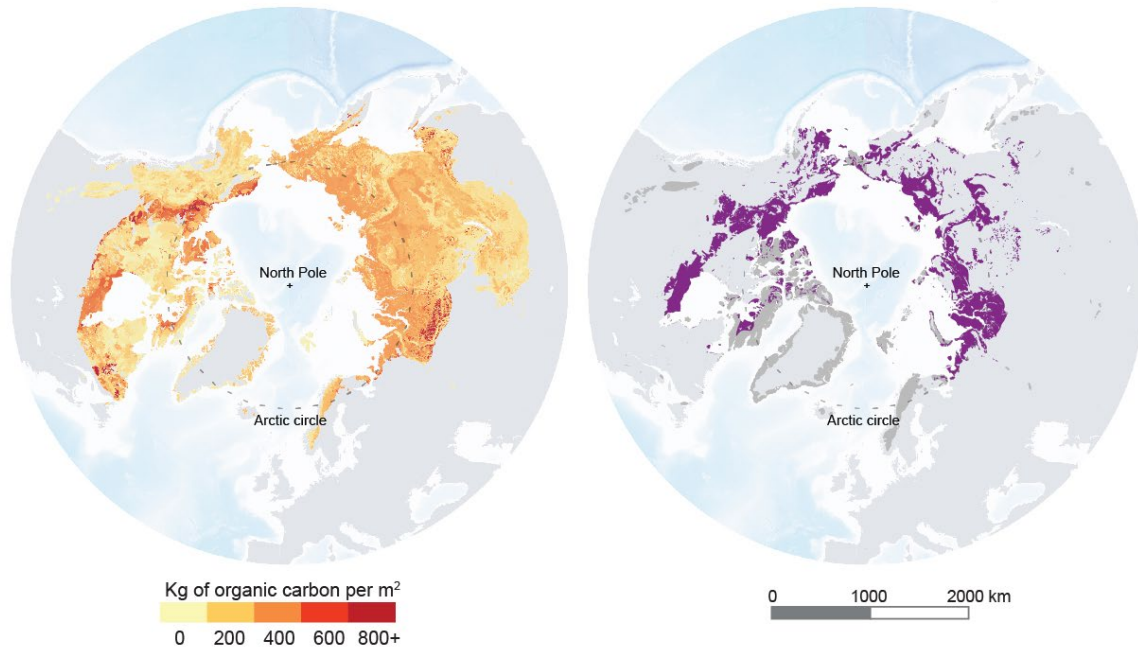 North Pole
+
Arctic circle
North Pole
+
Arctic circle
Kg of organic carbon per m²
0 200 400 600 800+
0 1000 2000 km